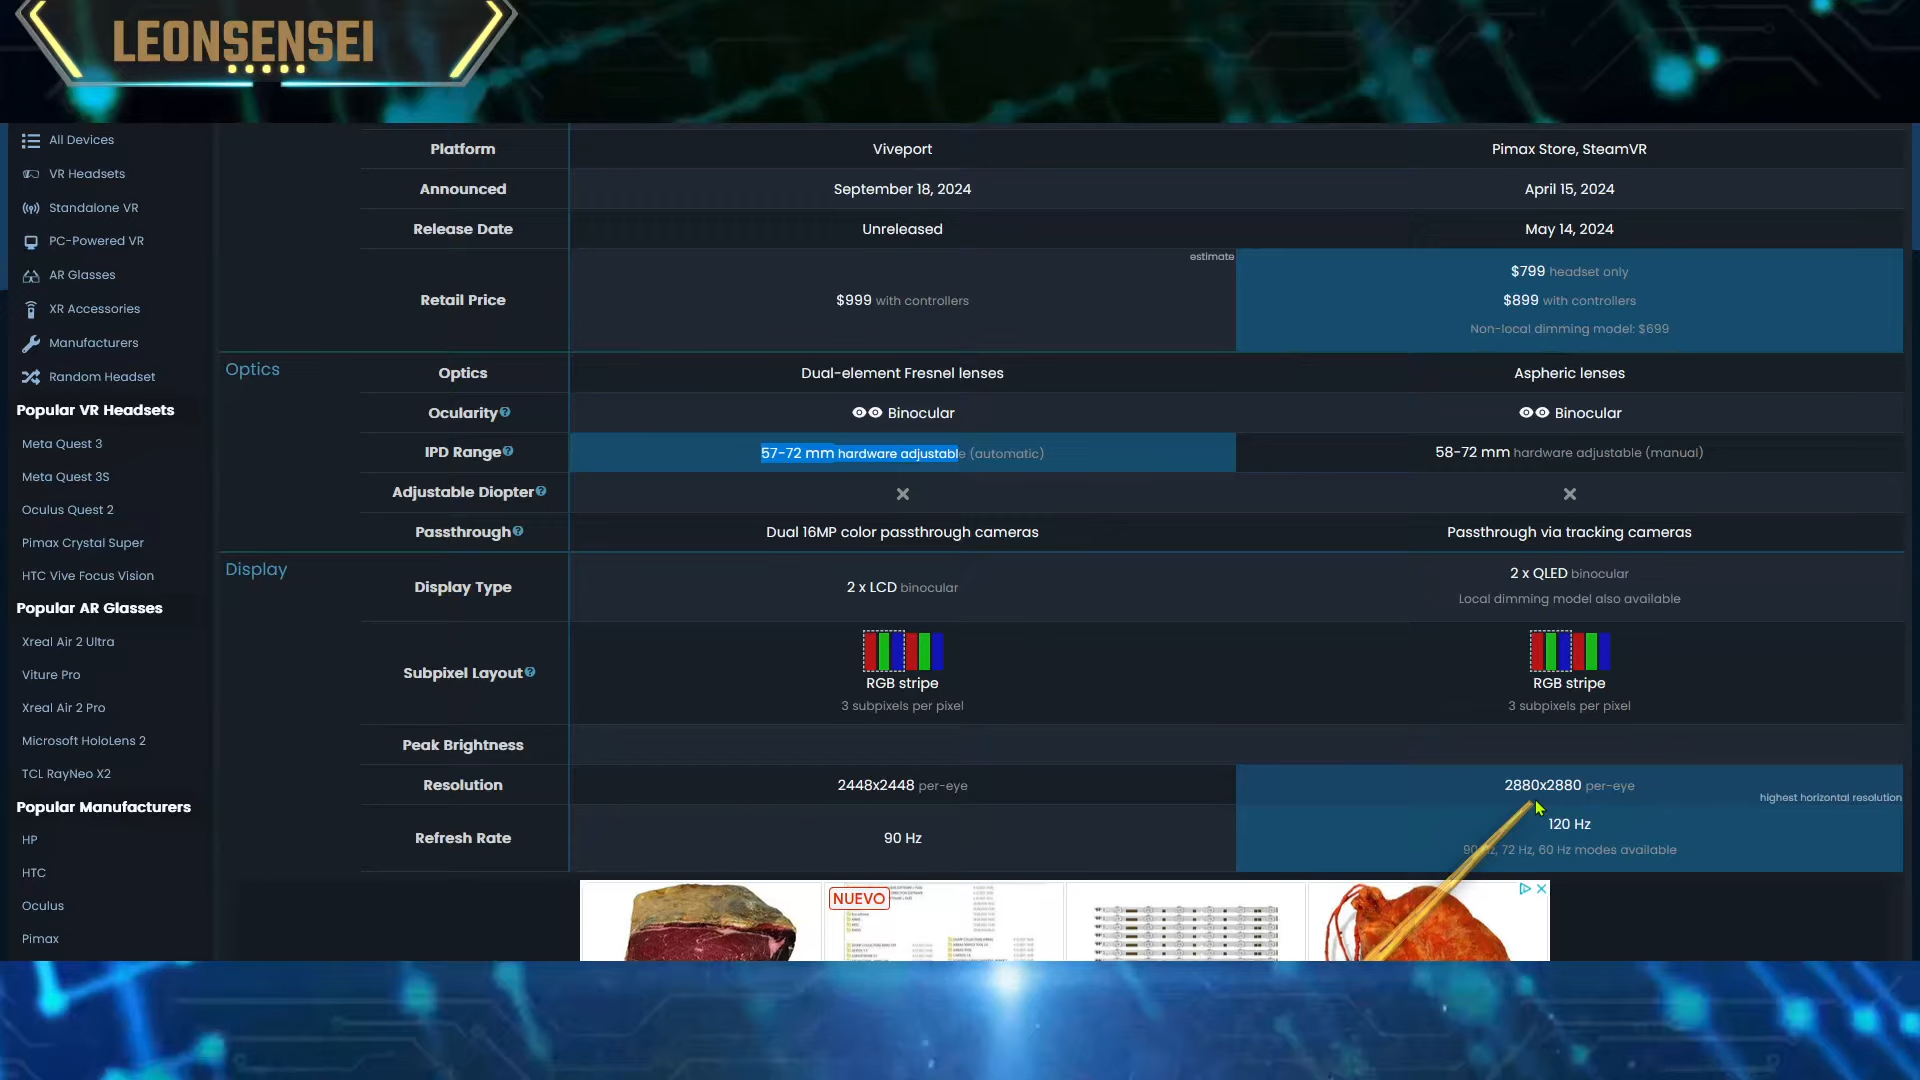 LEONSENSEI
All Devices
VR Headsets
Standalone VR
PC-Powered VR
AR Glasses
XR Accessories
Manufacturers
Random Headset
Popular VR Headsets
Meta Quest 3
Meta Quest 3S
Oculus Quest 2
Pimax Crystal Super
HTC Vive Focus Vision
Popular AR Glasses
Xreal Air 2 Ultra
Viture Pro
Xreal Air 2 Pro
Microsoft HoloLens 2
TCL RayNeo X2
Popular Manufacturers
HP
HTC
Oculus
Pimax
Platform Viveport Pimax Store, SteamVR
Announced September 18, 2024 April 15, 2024
Release Date Unreleased May 14, 2024
estimate
$799 headset only
Retail Price $999 with controllers $899 with controllers
Non-local dimming model: $699
Optics
Optics Dual-element Fresnel lenses Aspheric lenses
Ocularity Binocular Binocular
IPD Range 57-72 mm hardware adjustable (automatic) 58-72 mm hardware adjustable (manual)
Adjustable Diopter
Passthrough Dual 16MP color passthrough cameras Passthrough via tracking cameras
Display
Display Type 2 x LCD binocular 2 x QLED binocular
Local dimming model also available
Subpixel Layout RGB stripe RGB stripe
3 subpixels per pixel 3 subpixels per pixel
Peak Brightness
Resolution 2448x2448 per-eye 2880x2880 per-eye
highest horizontal resolution
120 Hz
Refresh Rate 90 Hz
72 Hz, 60 Hz modes available
NUEVO